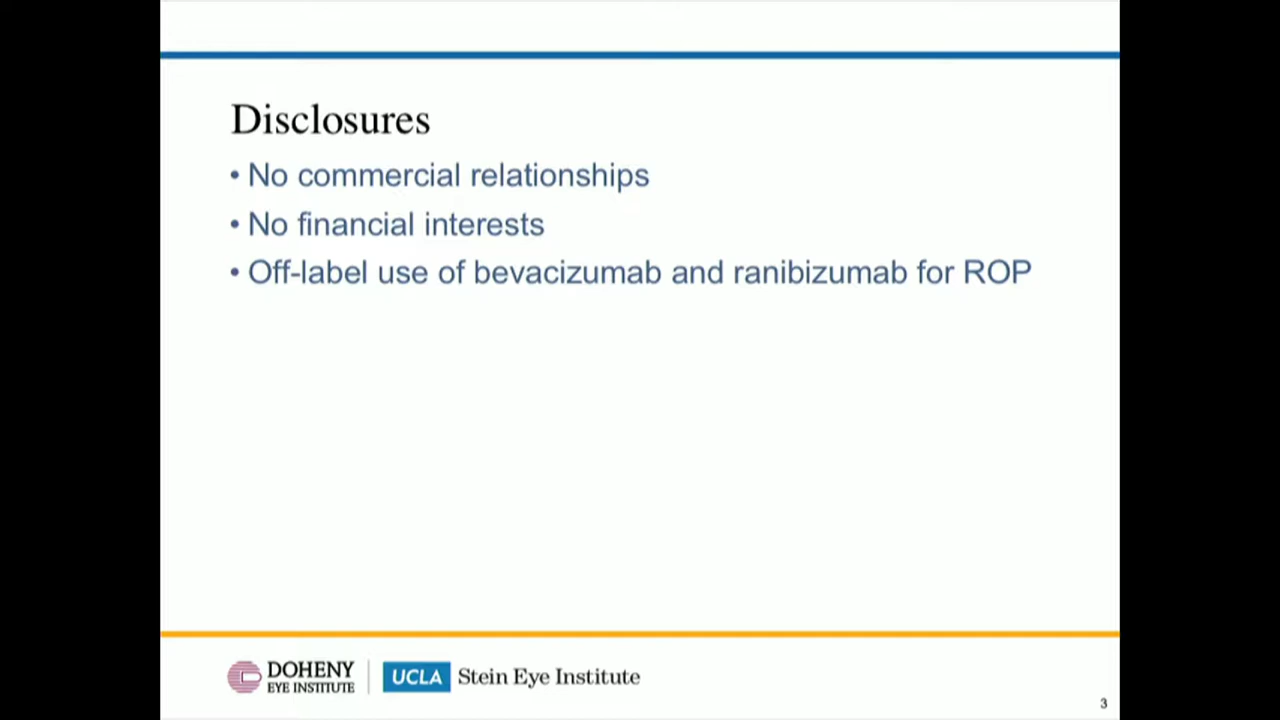 Disclosures
• No commercial relationships
• No financial interests
• Off-label use of bevacizumab and ranibizumab for ROP
DOHENY
EYE INSTITUTE
UCLA Stein Eye Institute
3